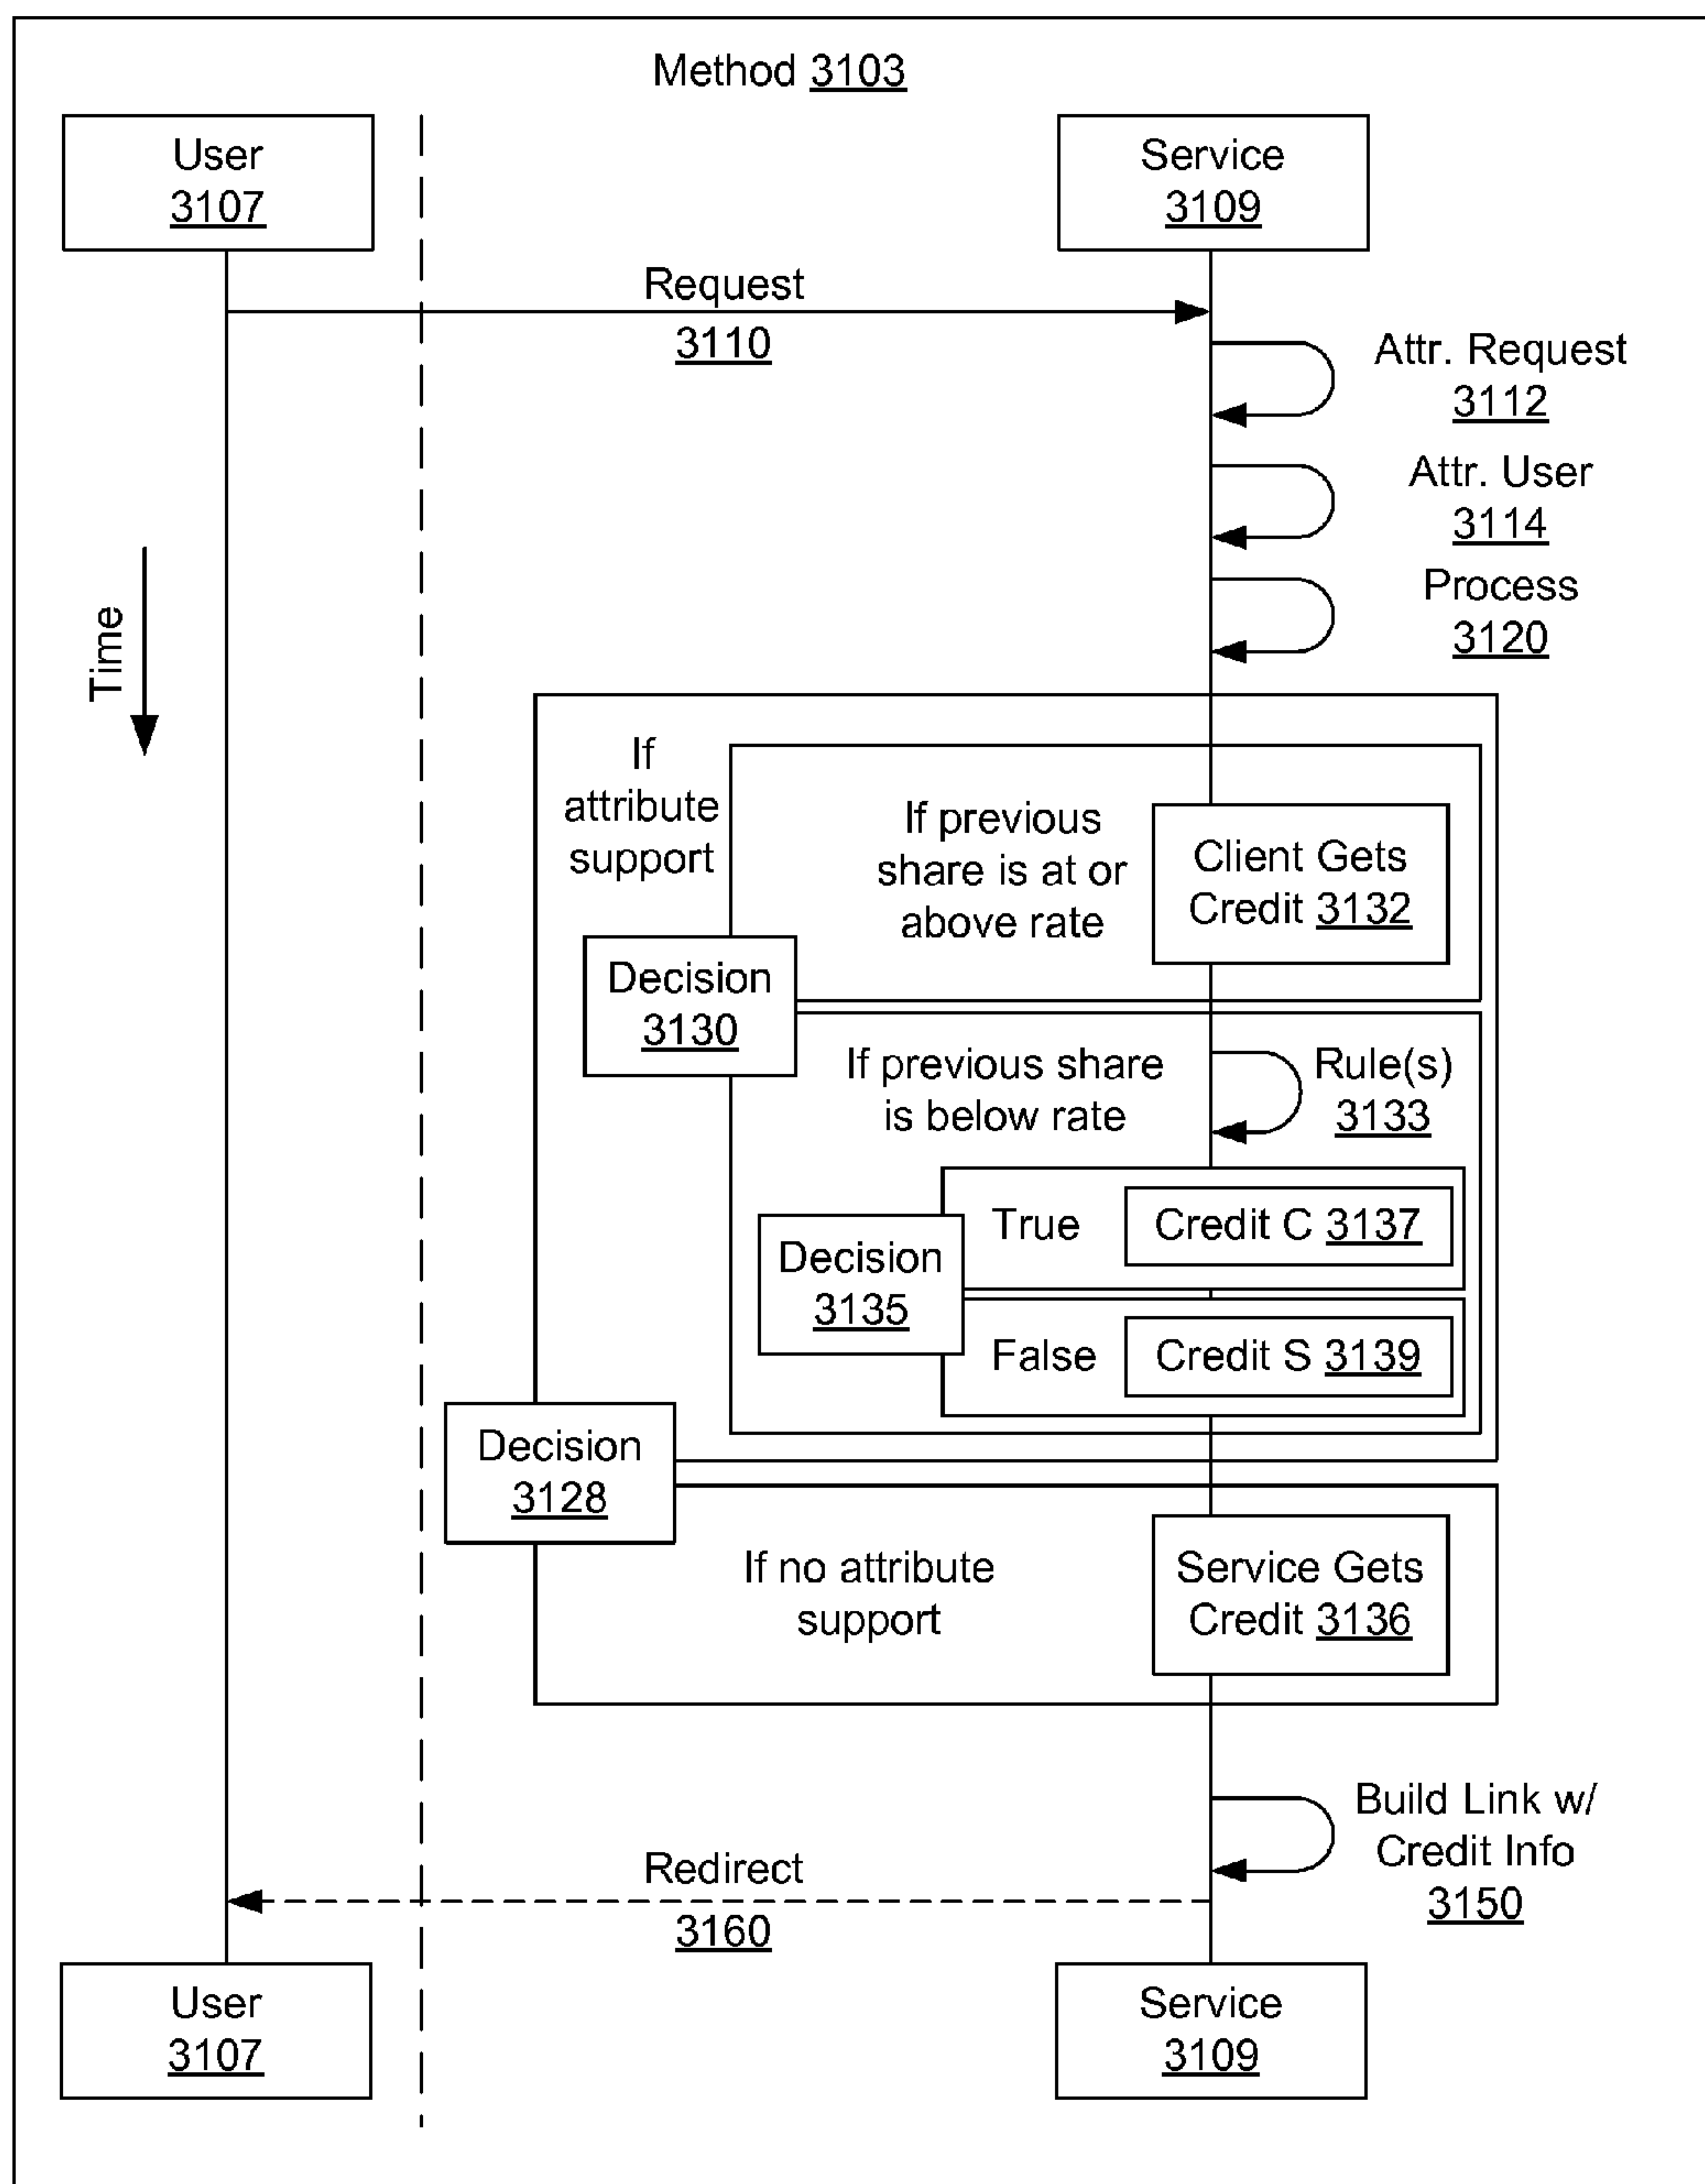 Method 3103
User
3107
Service
3109
Request
3110
Attr. Request
3112
Attr. User
3114
Process
3120
Time
If
attribute
support
If previous
share is at or
above rate
Client Gets
Credit 3132
Decision
3130
If previous share
is below rate
Rule(s)
3133
True
Credit C 3137
Decision
3135
False
Credit S 3139
Decision
3128
If no attribute
support
Service Gets
Credit 3136
Build Link w/
Credit Info
3150
Redirect
3160
User
3107
Service
3109